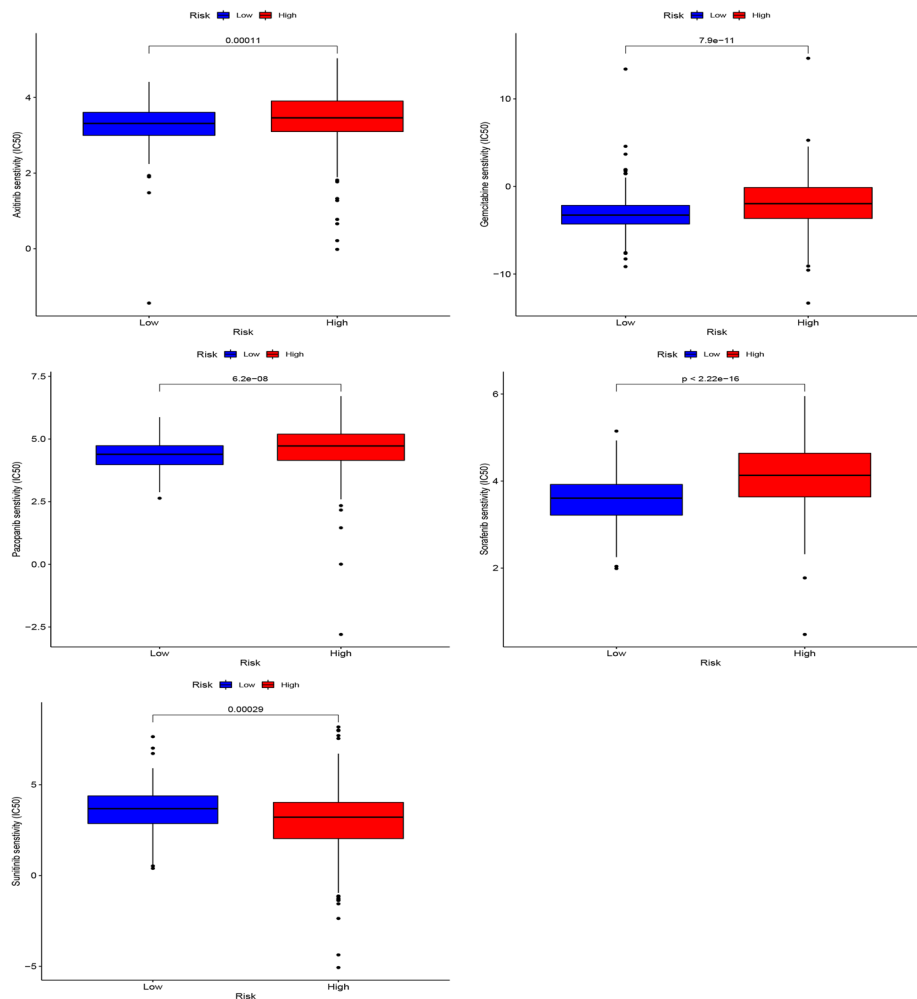 Risk Low High
0.00011
Axitinib senstivity (IC50)
4
2
0
Low High
Risk
Risk Low High
7.9e−11
Gemcitabine senstivity (IC50)
10
0
−10
Low High
Risk
Risk Low High
6.2e−08
Pazopanib senstivity (IC50)
7.5
5.0
2.5
0.0
−2.5
Low High
Risk
Risk Low High
p < 2.22e−16
Sorafenib senstivity (IC50)
6
4
2
Low High
Risk
Risk Low High
0.00029
Sunitinib senstivity (IC50)
5
0
−5
Low High
Risk